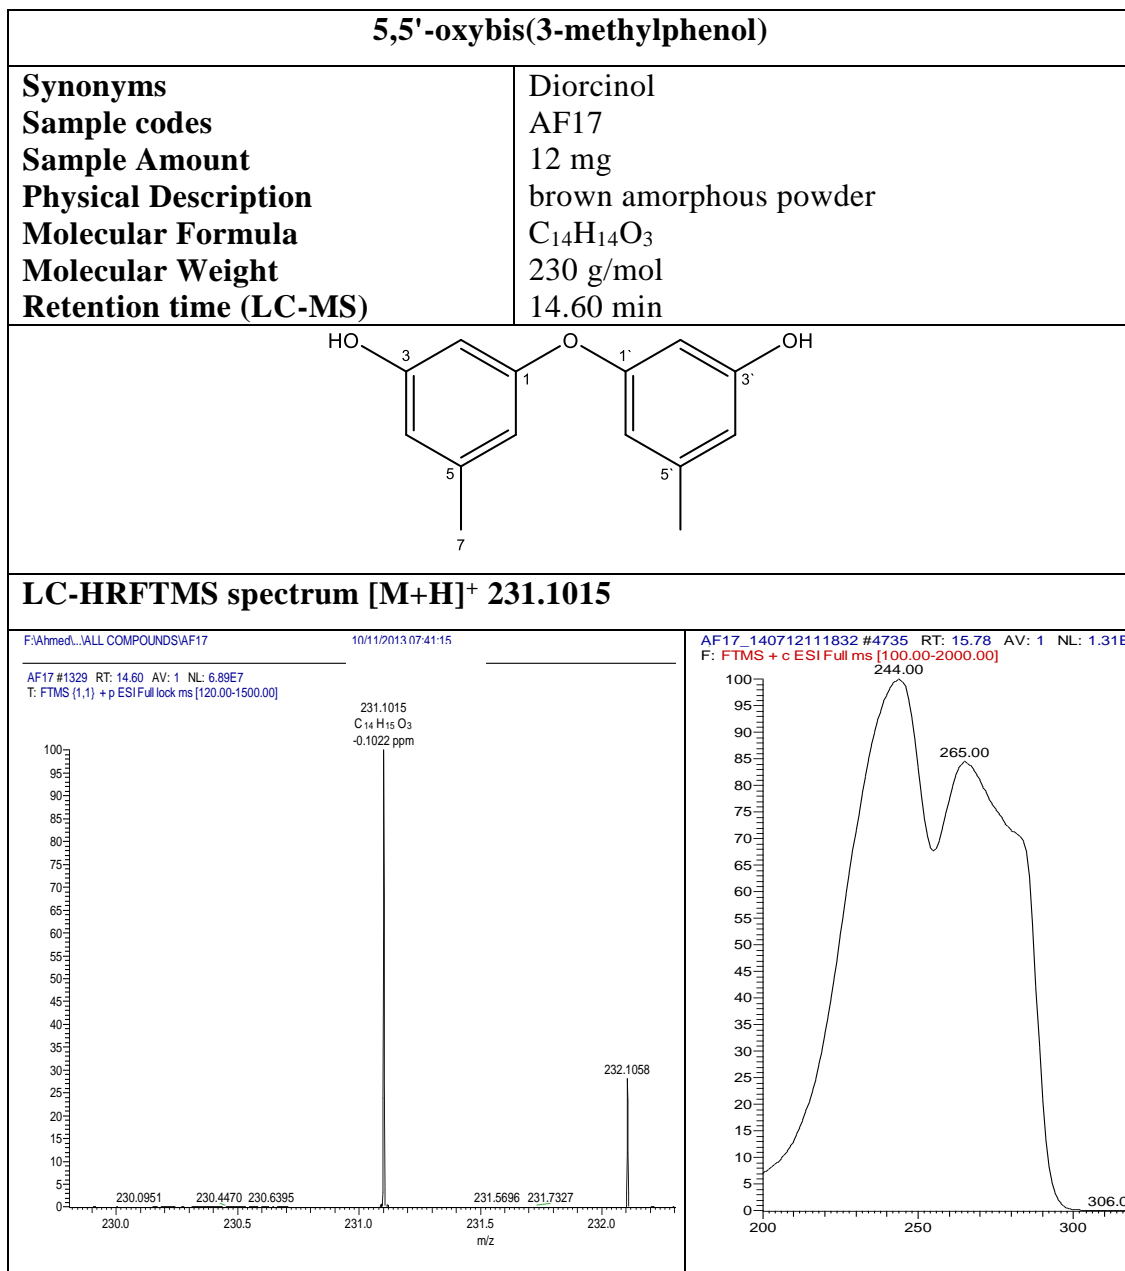 5,5'-oxybis(3-methylphenol)
Synonyms Diorcinol
Sample codes AF17
Sample Amount 12 mg
Physical Description brown amorphous powder
Molecular Formula C₁₄H₁₄O₃
Molecular Weight 230 g/mol
Retention time (LC-MS) 14.60 min
HO 3 O 1` OH
1 3`
5 5`
7
LC-HRFTMS spectrum [M+H]⁺ 231.1015
F:\Ahmed\...\ALL COMPOUNDS\AF17 10/11/2013 07:41:15
AF17 #1329 RT: 14.60 AV: 1 NL: 6.89E7
T: FTMS {1,1} + p ESI Full lock ms [120.00-1500.00]
231.1015
C ₁₄ H ₁₅ O ₃
-0.1022 ppm
100
95
90
85
80
75
70
65
60
55
50
45
40
35
30
25
20
15
10
5
0
232.1058
230.0951 230.4470 230.6395 231.5696 231.7327
230.0 230.5 231.0 231.5 232.0
m/z
AF17_140712111832 #4735 RT: 15.78 AV: 1 NL: 1.31E
F: FTMS + c ESI Full ms [100.00-2000.00]
244.00
265.00
100
95
90
85
80
75
70
65
60
55
50
45
40
35
30
25
20
15
10
5
0
306.0
200 300